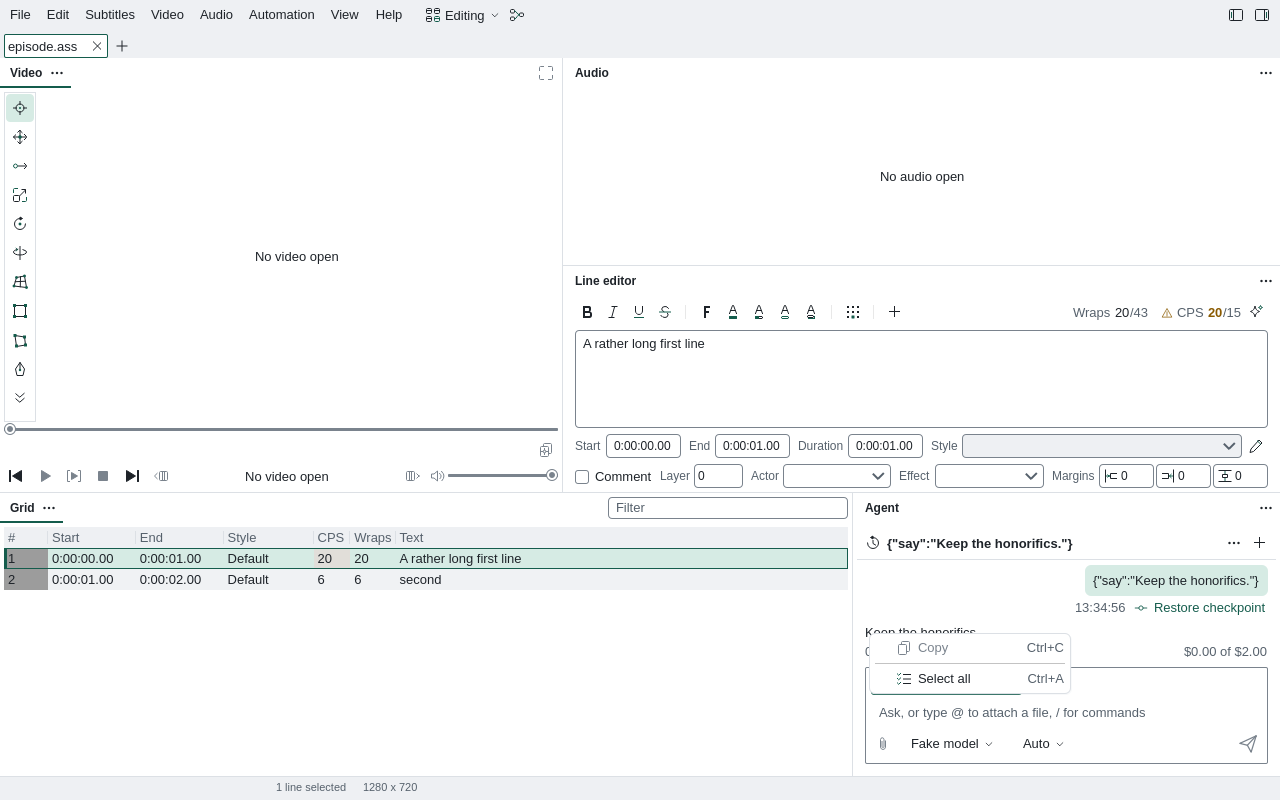 File Edit Subtitles Video Audio Automation View Help Editing
episode.ass
Video
Audio
No audio open
No video open
Line editor
B I U S F A A A A Wraps 20/43 CPS 20/15
A rather long first line
Start 0:00:00.00 End 0:00:01.00 Duration 0:00:01.00 Style
Comment Layer 0 Actor Effect Margins 0 0 0
No video open
Grid
Filter
# Start End Style CPS Wraps Text
1 0:00:00.00 0:00:01.00 Default 20 20 A rather long first line
2 0:00:01.00 0:00:02.00 Default 6 6 second
Agent
{"say":"Keep the honorifics."}
{"say":"Keep the honorifics."}
13:34:56 Restore checkpoint
Keep the honorifics.
$0.00 of $2.00
Copy Ctrl+C
Select all Ctrl+A
Ask, or type @ to attach a file, / for commands
Fake model Auto
1 line selected 1280 x 720